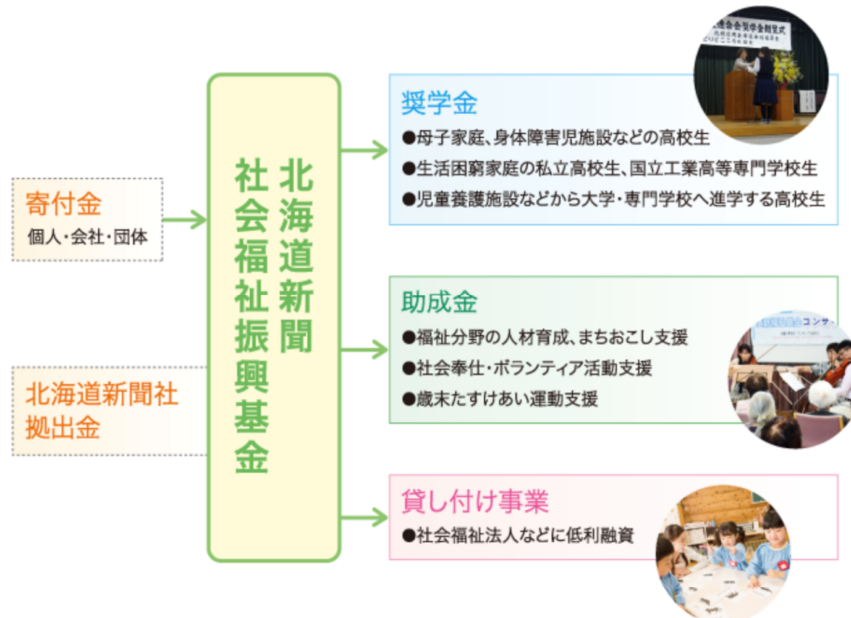 寄付金
個人・会社・団体
北海道新聞社
拠出金
北海道新聞
社会福祉振興基金
奨学金
●母子家庭、身体障害児施設などの高校生
●生活困窮家庭の私立高校生、国立工業高等専門学校生
●児童養護施設などから大学・専門学校へ進学する高校生
助成金
●福祉分野の人材育成、まちおこし支援
●社会奉仕・ボランティア活動支援
●歳末たすけあい運動支援
貸し付け事業
●社会福祉法人などに低利融資